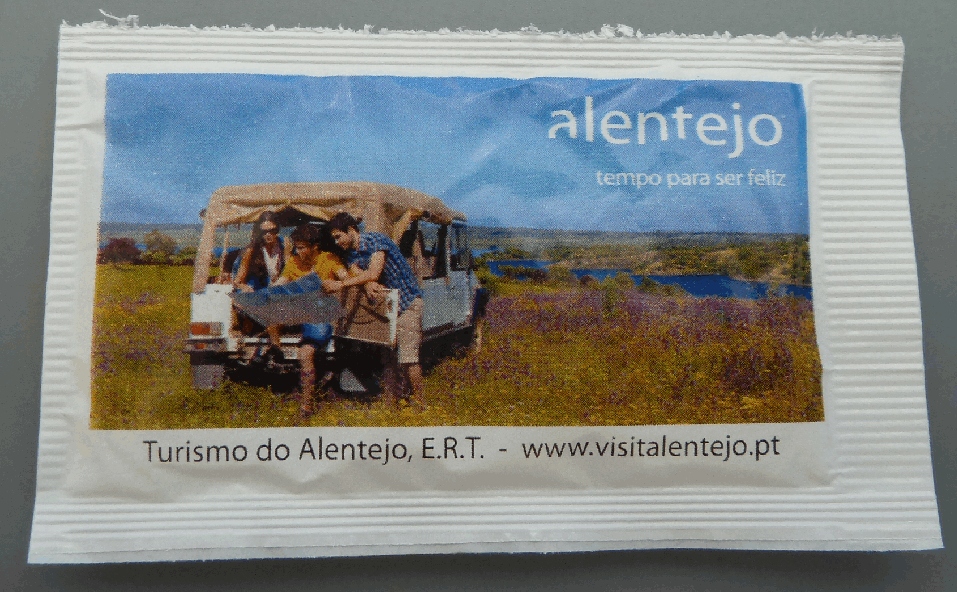 alentejo
tempo para ser feliz
Turismo do Alentejo, E.R.T. - www.visitalentejo.pt